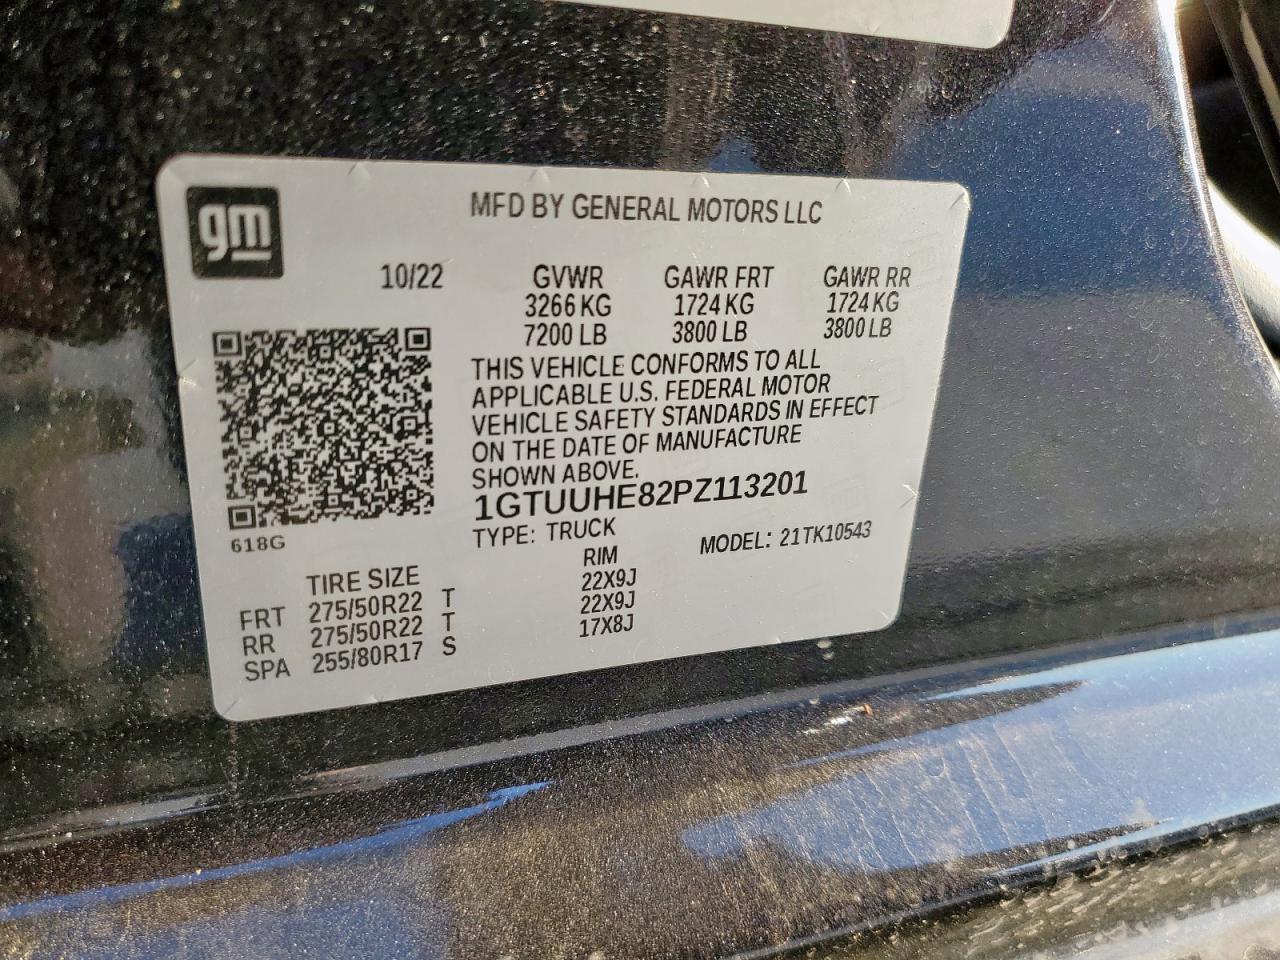 gm
MFD BY GENERAL MOTORS LLC
10/22 GVWR GAWR FRT GAWR RR
3266 KG 1724 KG 1724 KG
7200 LB 3800 LB 3800 LB
THIS VEHICLE CONFORMS TO ALL
APPLICABLE U.S. FEDERAL MOTOR
VEHICLE SAFETY STANDARDS IN EFFECT
ON THE DATE OF MANUFACTURE
SHOWN ABOVE.
1GTUUHE82PZ113201
618G
TYPE: TRUCK MODEL: 21TK10543
TIRE SIZE RIM
FRT 275/50R22 T 22X9J
RR 275/50R22 T 22X9J
SPA 255/80R17 S 17X8J